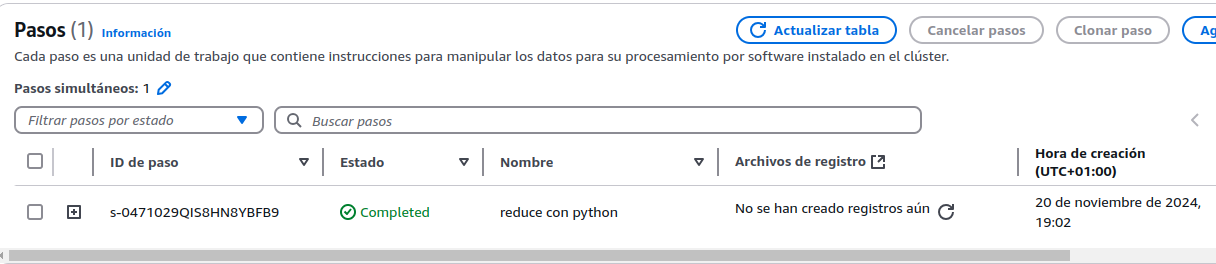 Pasos (1) Información
Actualizar tabla
Cancelar pasos
Clonar paso
Ag
Cada paso es una unidad de trabajo que contiene instrucciones para manipular los datos para su procesamiento por software instalado en el clúster.
Pasos simultáneos: 1
Filtrar pasos por estado
Buscar pasos
ID de paso
Estado
Nombre
Archivos de registro
Hora de creación
(UTC+01:00)
s-0471029QIS8HN8YBFB9
Completed
reduce con python
No se han creado registros aún
20 de noviembre de 2024,
19:02